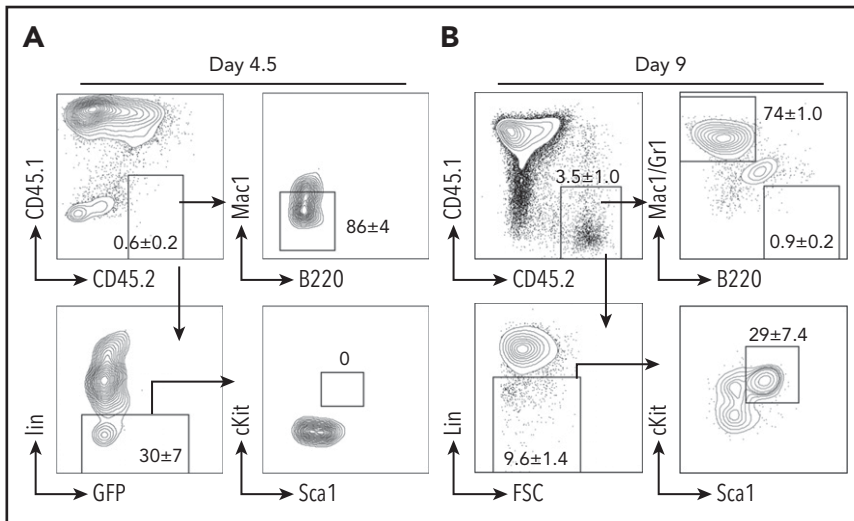 A
Day 4.5
CD45.1
0.6±0.2
CD45.2
Mac1
86±4
B220
lin
30±7
GFP
cKit
0
Sca1
B
Day 9
CD45.1
3.5±1.0
CD45.2
Mac1/Gr1
74±1.0
0.9±0.2
B220
Lin
9.6±1.4
FSC
cKit
29±7.4
Sca1